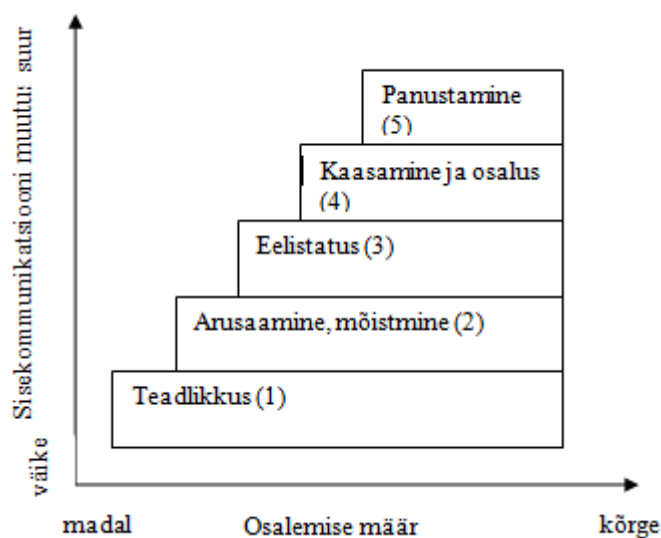 Sisekommunikatsiooni muutus suur
väike
Panustamine
(5)
Kaasamine ja osalus
(4)
Eelistatus (3)
Arusaamine, mõistmine (2)
Teadlikkus (1)
madal
Osalemise määr
kõrge